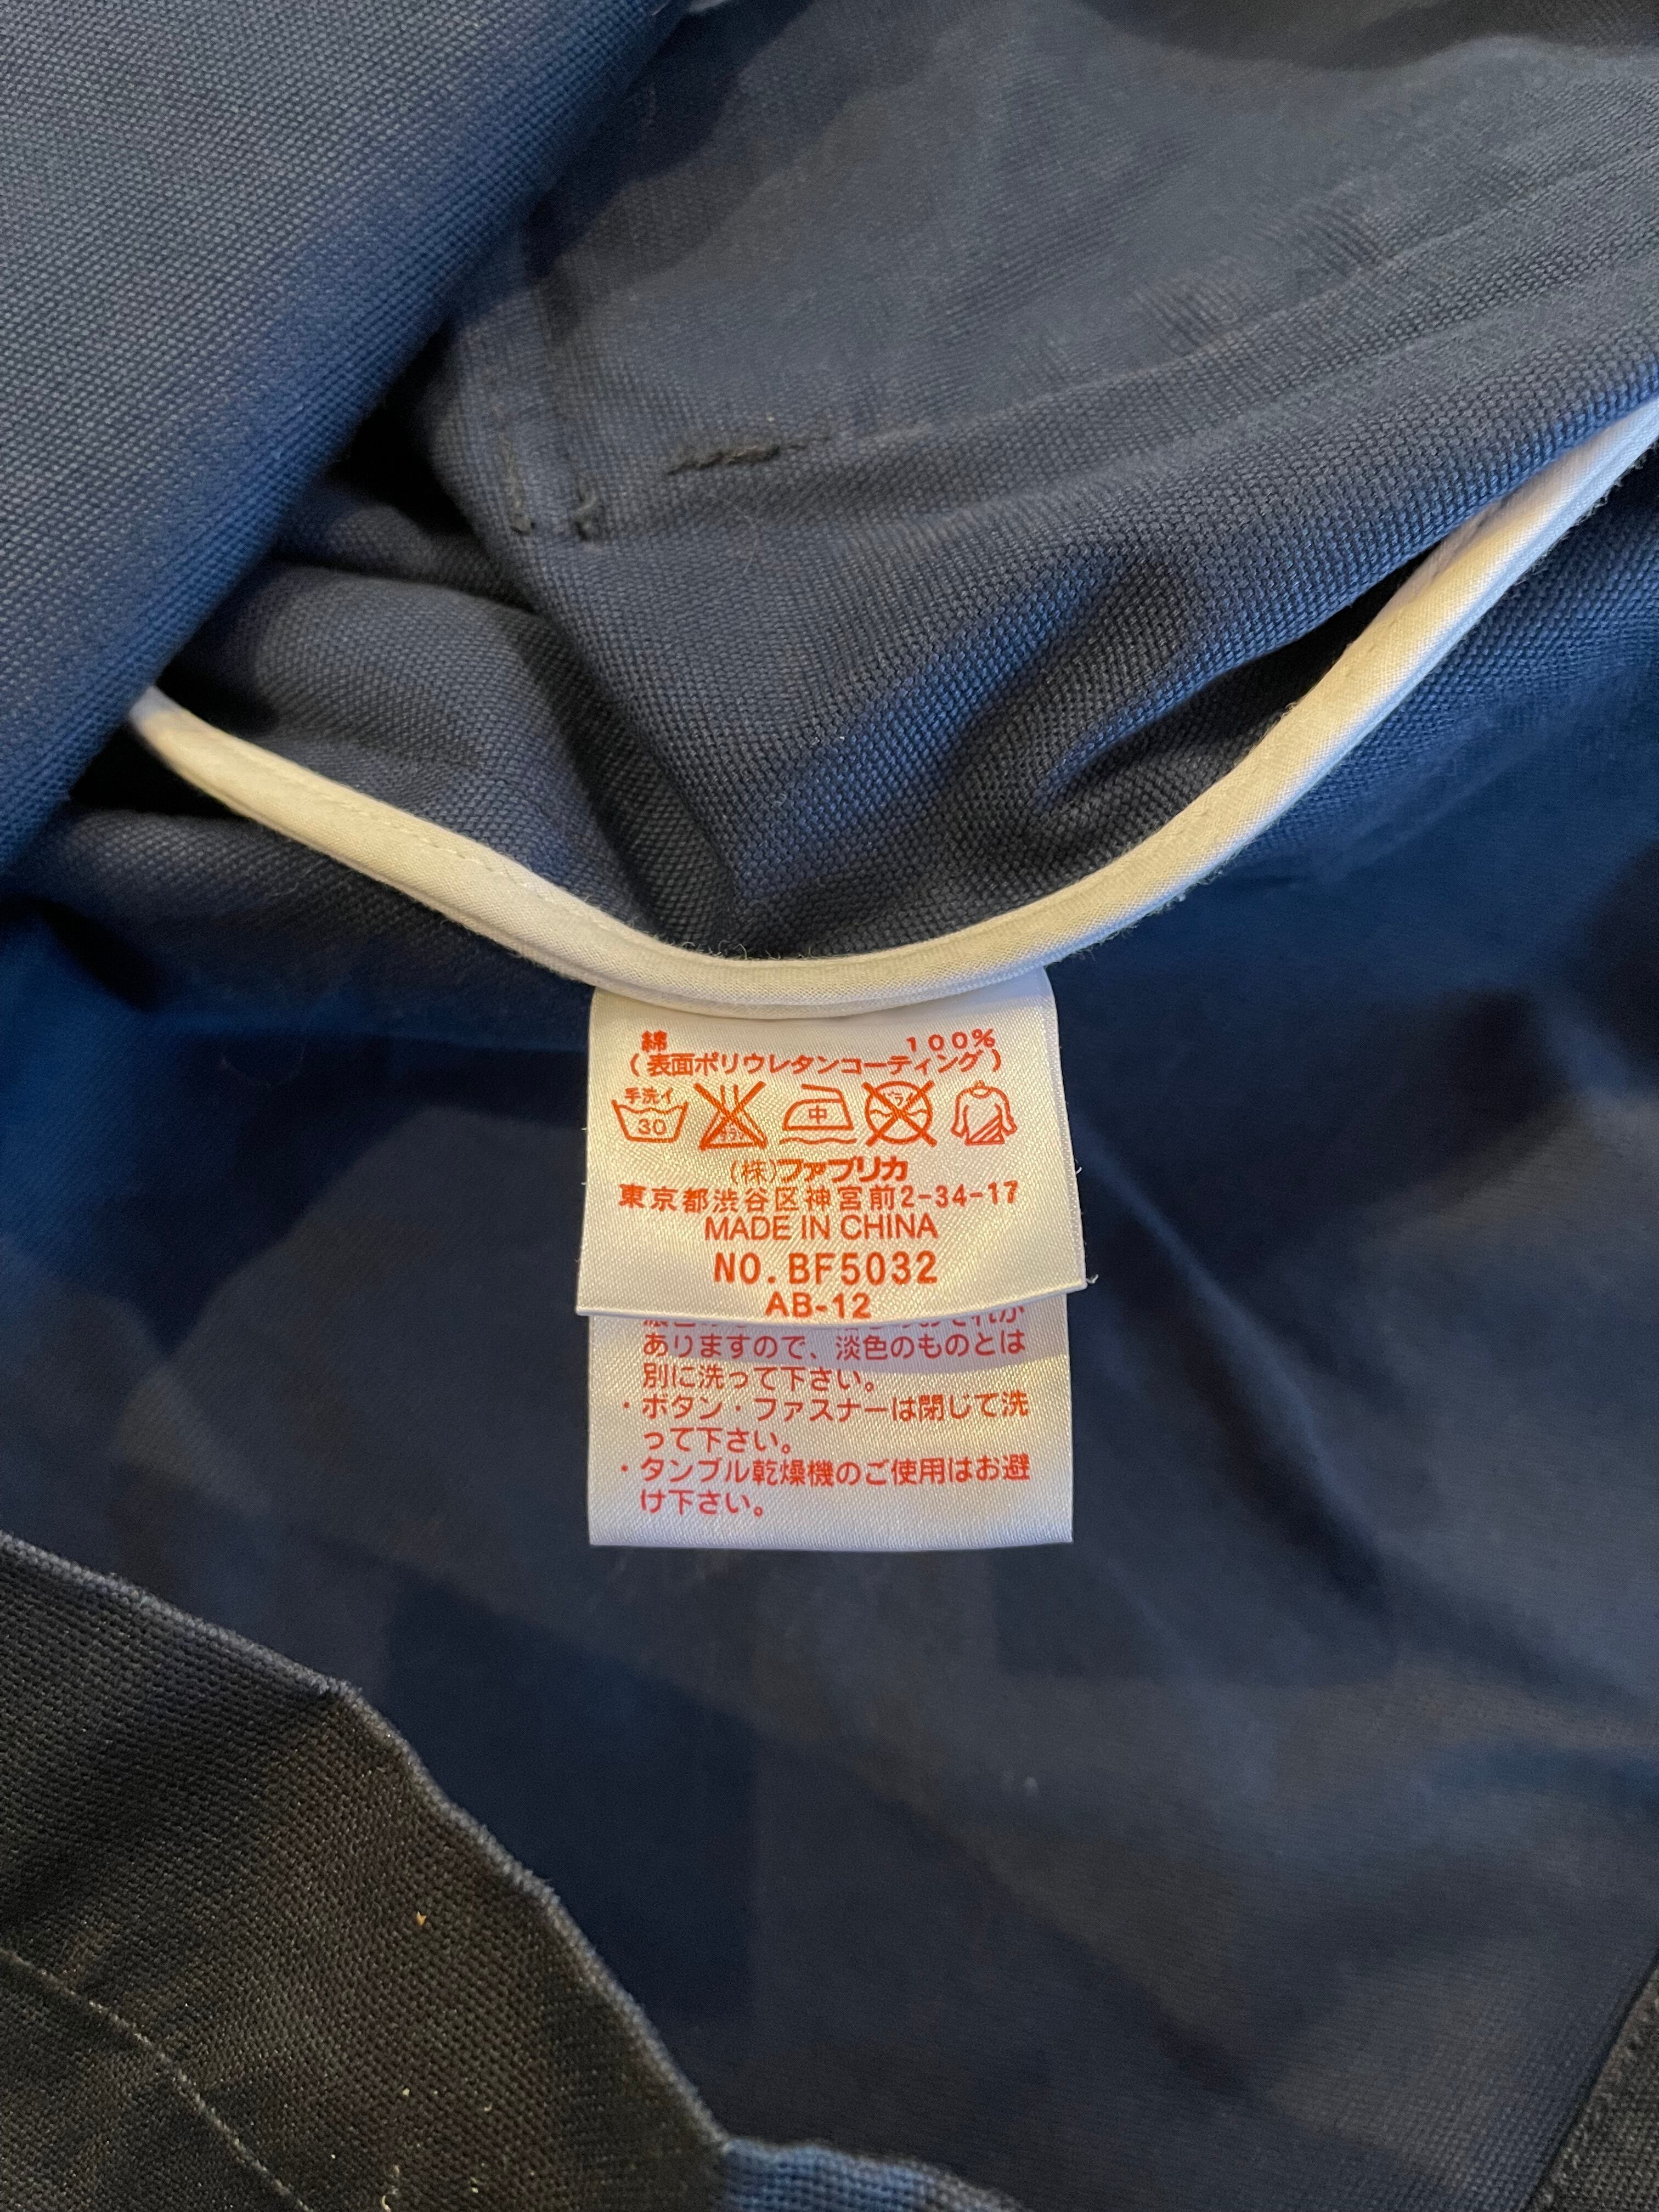 綿 100%
(表面ポリウレタンコーティング)
手洗イ 30 中
(株)ファブリカ
東京都渋谷区神宮前2-34-17
MADE IN CHINA
NO.BF5032
AB-12
ありますので、淡色のものとは
別に洗って下さい。
・ボタン・ファスナーは閉じて洗
って下さい。
・タンブル乾燥機のご使用はお避
け下さい。